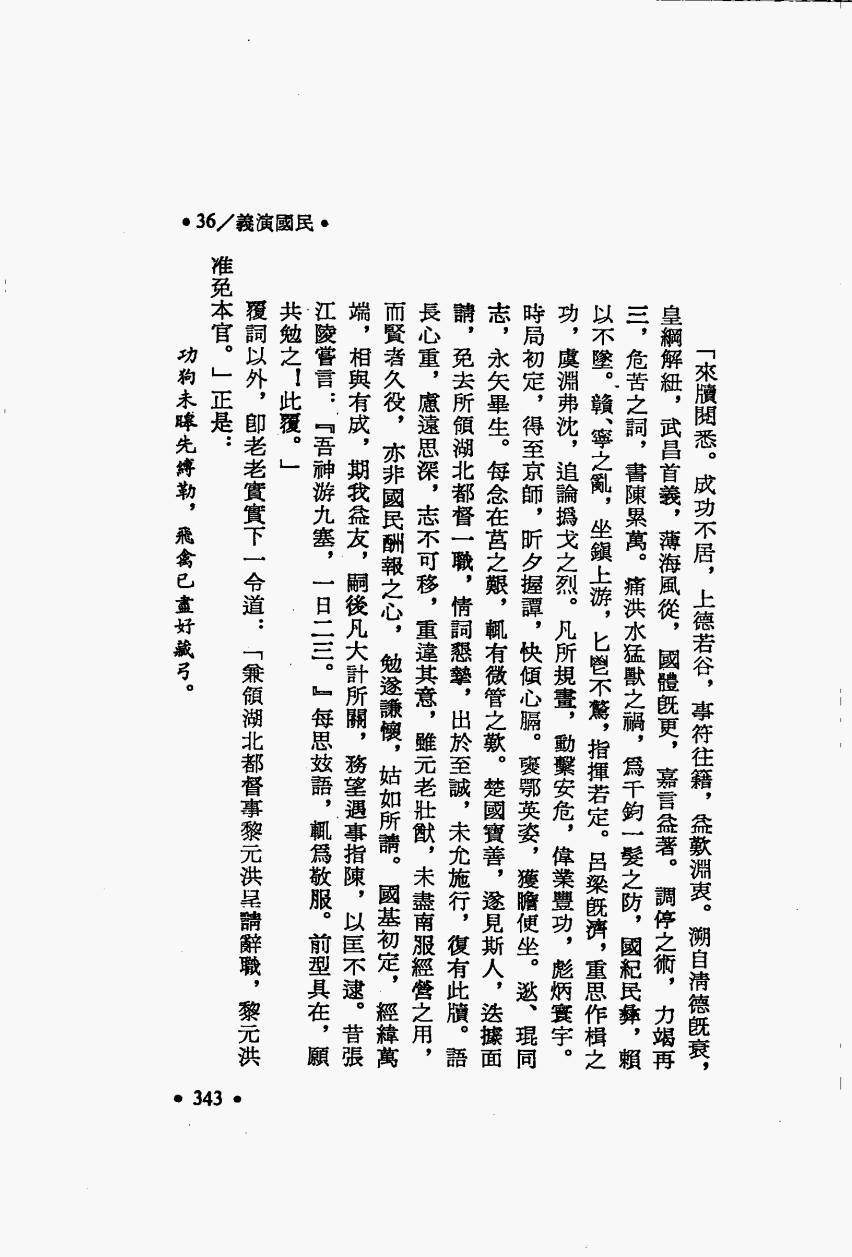 •36／義演國民•
「來牘閱悉。成功不居，上德若谷，事符往籍，益歎淵衷。溯自清德既衰，
皇綱解紐，武昌首義，薄海風從，國體既更，嘉言益著。調停之術，力竭再
三，危苦之詞，書陳累萬。痛洪水猛獸之禍，爲千鈞一髮之防，國紀民彝，賴
以不墜。贛、寧之亂，坐鎮上游，匕鬯不驚，指揮若定。呂梁既濟，重思作楫之
功，虞淵弗沈，追論撝戈之烈。凡所規畫，動繫安危，偉業豐功，彪炳寰宇。
時局初定，得至京師，昕夕握譚，快傾心膈。褒鄂英姿，獲瞻便坐。逖、琨同
志，永矢畢生。每念在莒之艱，輒有微管之歎。楚國寶善，遂見斯人，迭據面
請，免去所領湖北都督一職，情詞懇摯，出於至誠，未允施行，復有此牘。語
長心重，慮遠思深，志不可移，重違其意，雖元老壯猷，未盡南服經營之用，
而賢者久役，亦非國民酬報之心，勉遂謙懷，姑如所請。國基初定，經緯萬
端，相與有成，期我益友，嗣後凡大計所關，務望遇事指陳，以匡不逮。昔張
江陵嘗言：『吾神游九塞，一日二三。』每思玆語，輒爲敬服。前型具在，願
共勉之！此覆。」
覆詞以外，卽老老實實下一令道：「兼領湖北都督事黎元洪呈請辭職，黎元洪
准免本官。」正是：
功狗未暐先縛勒，飛禽已盡好藏弓。
•343•